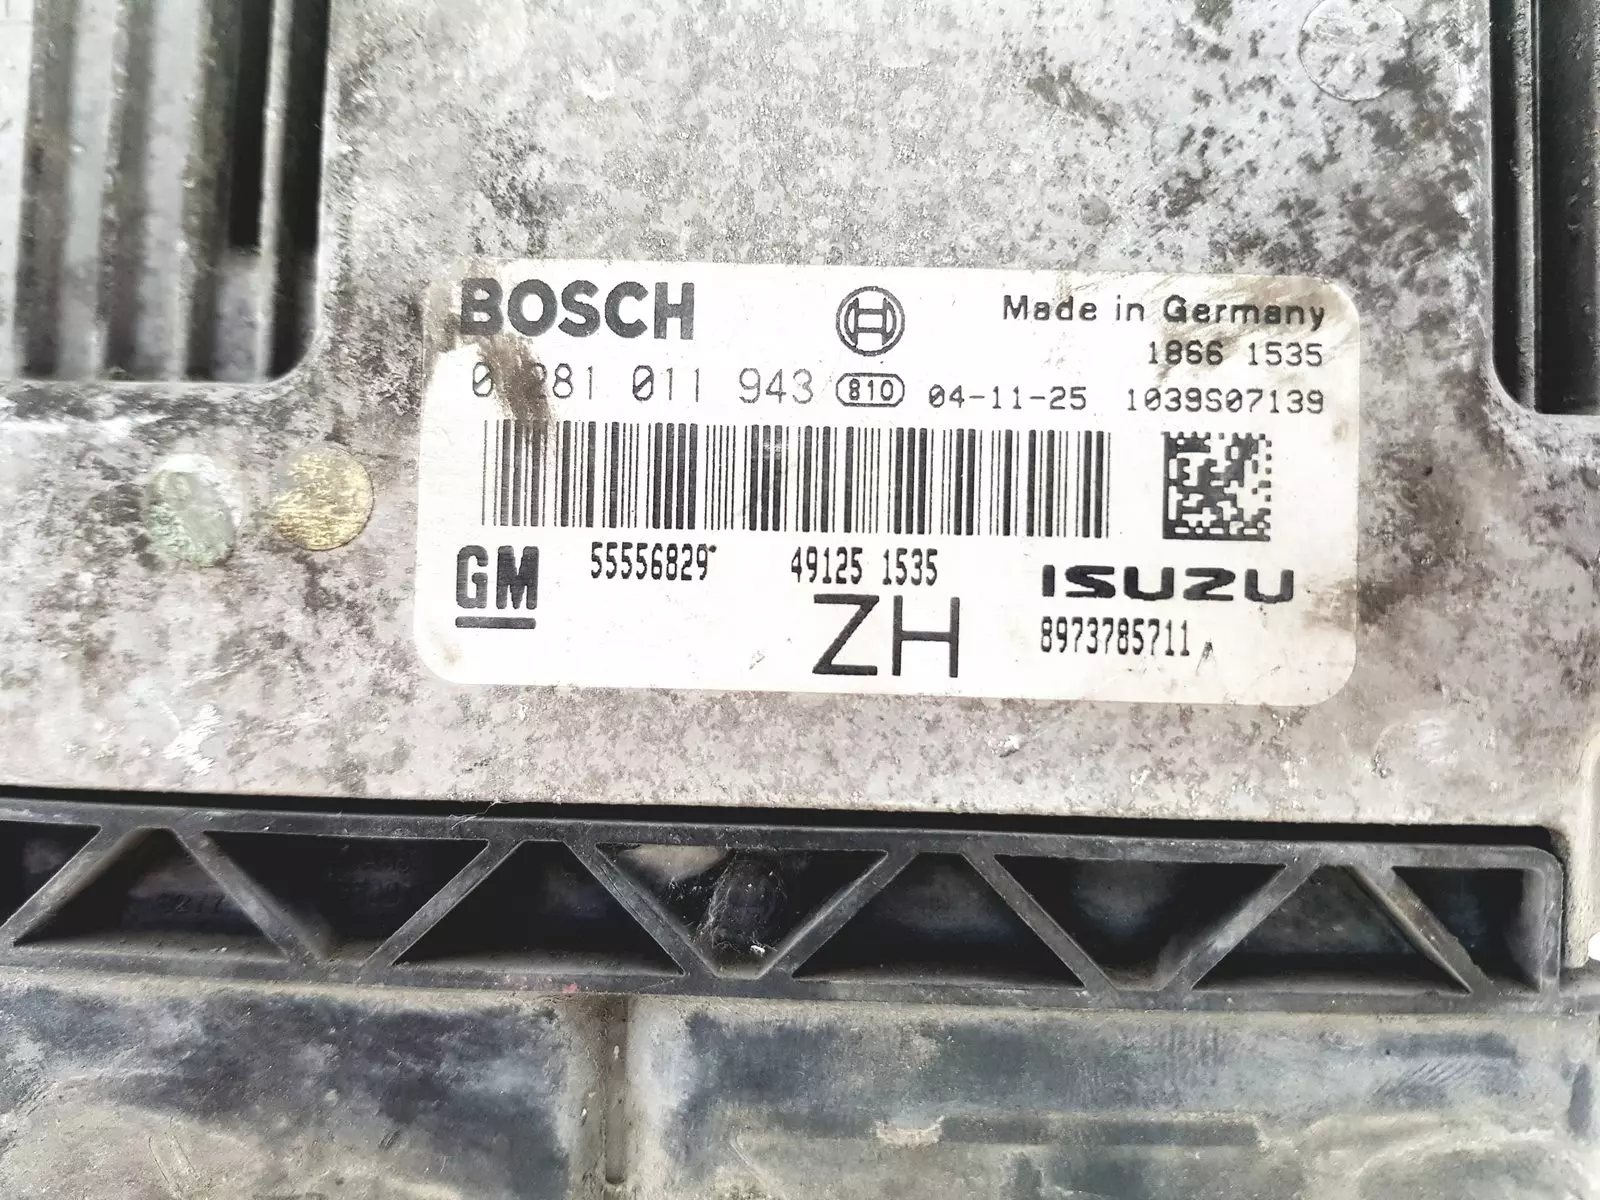 BOSCH
Made in Germany
1866 1535
0 281 011 943 810 04-11-25 1039S07139
GM 55556829 49125 1535 ISUZU
ZH 8973785711